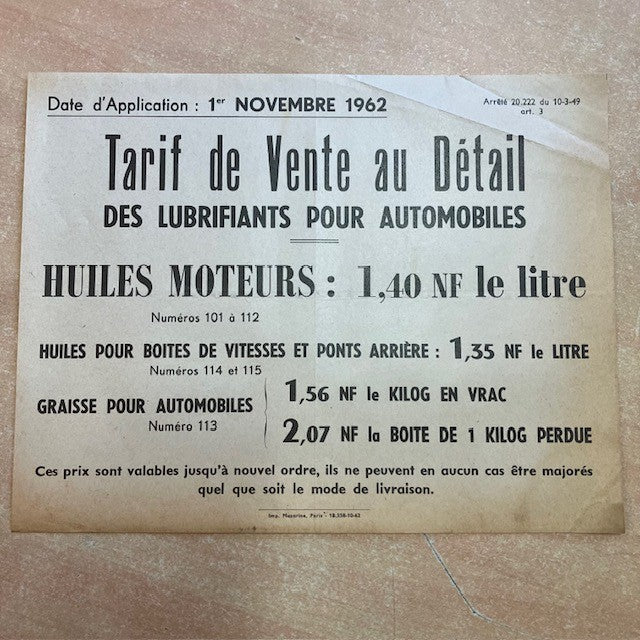 Date d'Application : 1er NOVEMBRE 1962
Arrêté 20.222 du 10-3-49
art. 3
Tarif de Vente au Détail
DES LUBRIFIANTS POUR AUTOMOBILES
HUILES MOTEURS : 1,40 NF le litre
Numéros 101 à 112
HUILES POUR BOITES DE VITESSES ET PONTS ARRIÈRE : 1,35 NF le LITRE
Numéros 114 et 115
GRAISSE POUR AUTOMOBILES
Numéro 113
1,56 NF le KILOG EN VRAC
2,07 NF la BOITE DE 1 KILOG PERDUE
Ces prix sont valables jusqu'à nouvel ordre, ils ne peuvent en aucun cas être majorés
quel que soit le mode de livraison.
Imp. Mazarine, Paris - 18.358-10-62